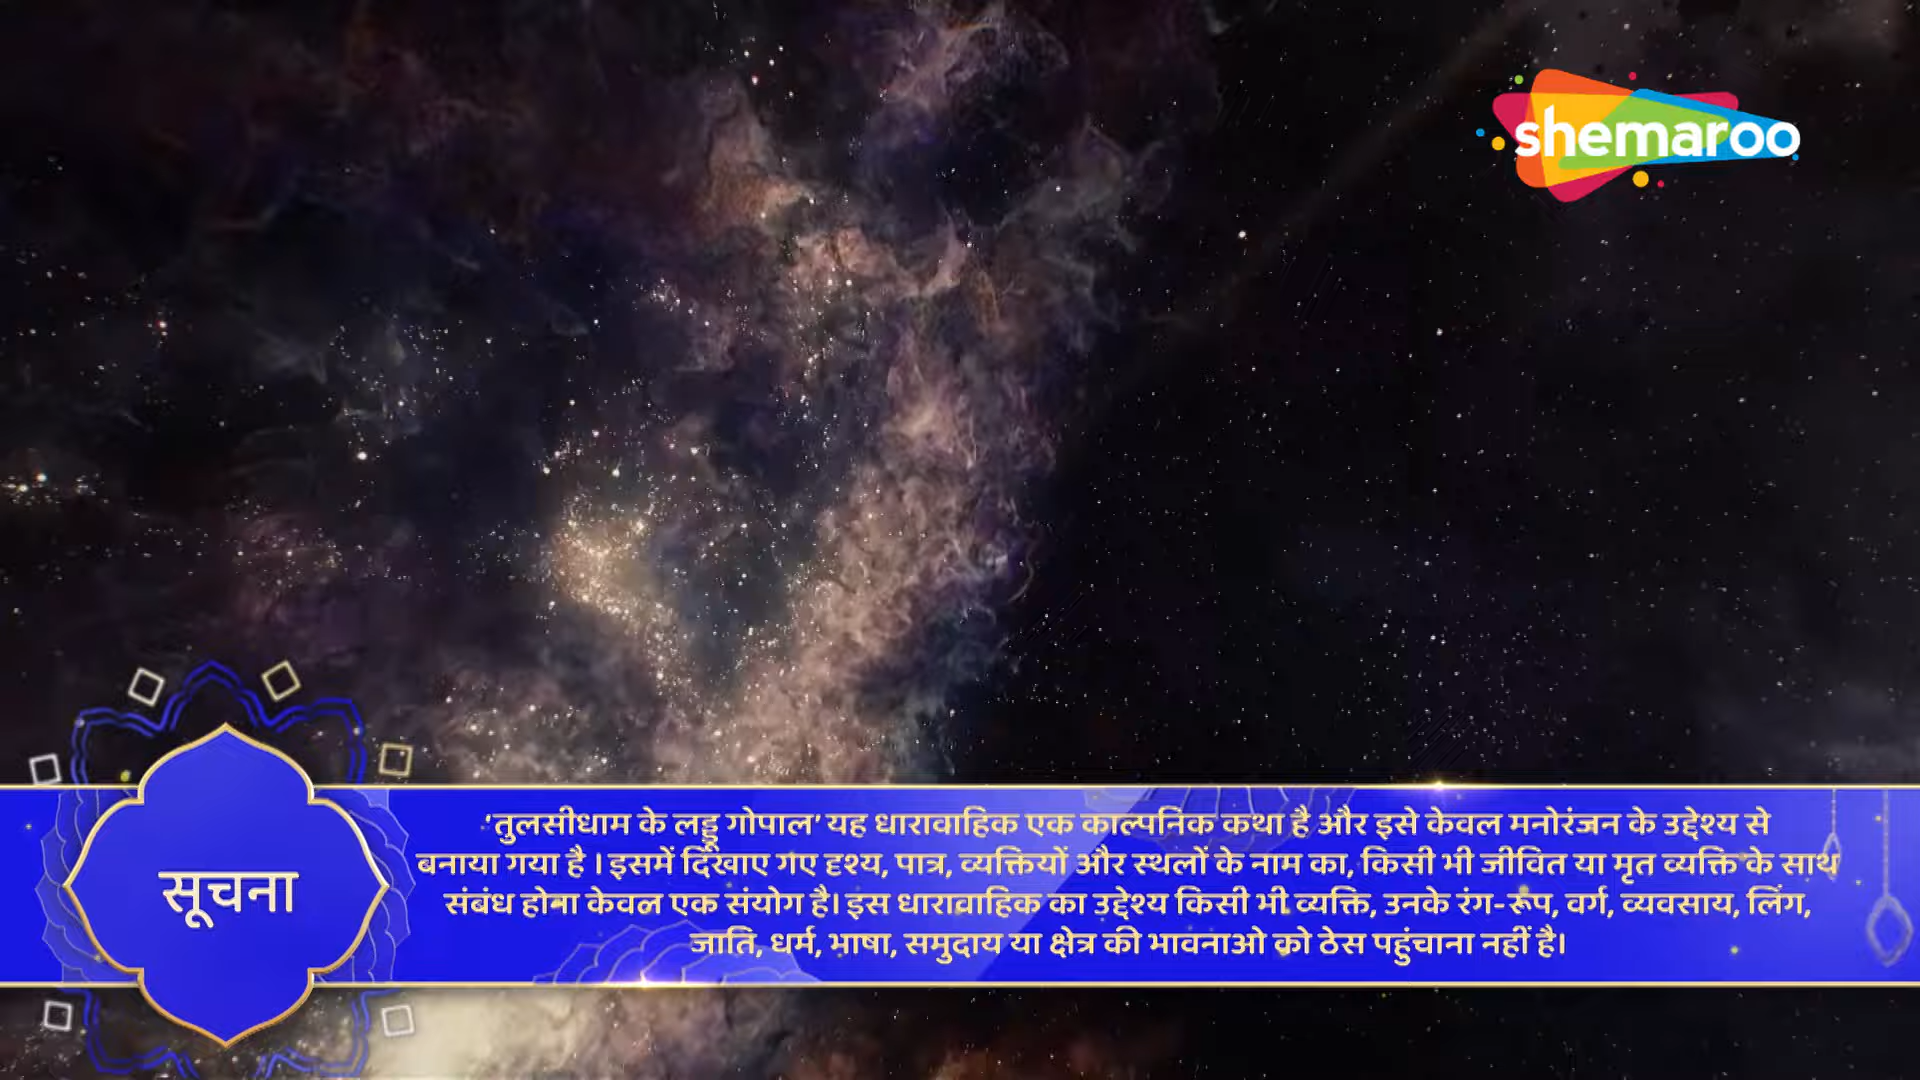 shemaroo
सूचना
‘तुलसीधाम के लड्डू गोपाल’ यह धारावाहिक एक काल्पनिक कथा है और इसे केवल मनोरंजन के उद्देश्य से
बनाया गया है । इसमें दिखाए गए दृश्य, पात्र, व्यक्तियों और स्थलों के नाम का, किसी भी जीवित या मृत व्यक्ति के साथ
संबंध होना केवल एक संयोग है। इस धारावाहिक का उद्देश्य किसी भी व्यक्ति, उनके रंग-रूप, वर्ग, व्यवसाय, लिंग,
जाति, धर्म, भाषा, समुदाय या क्षेत्र की भावनाओ को ठेस पहुंचाना नहीं है।